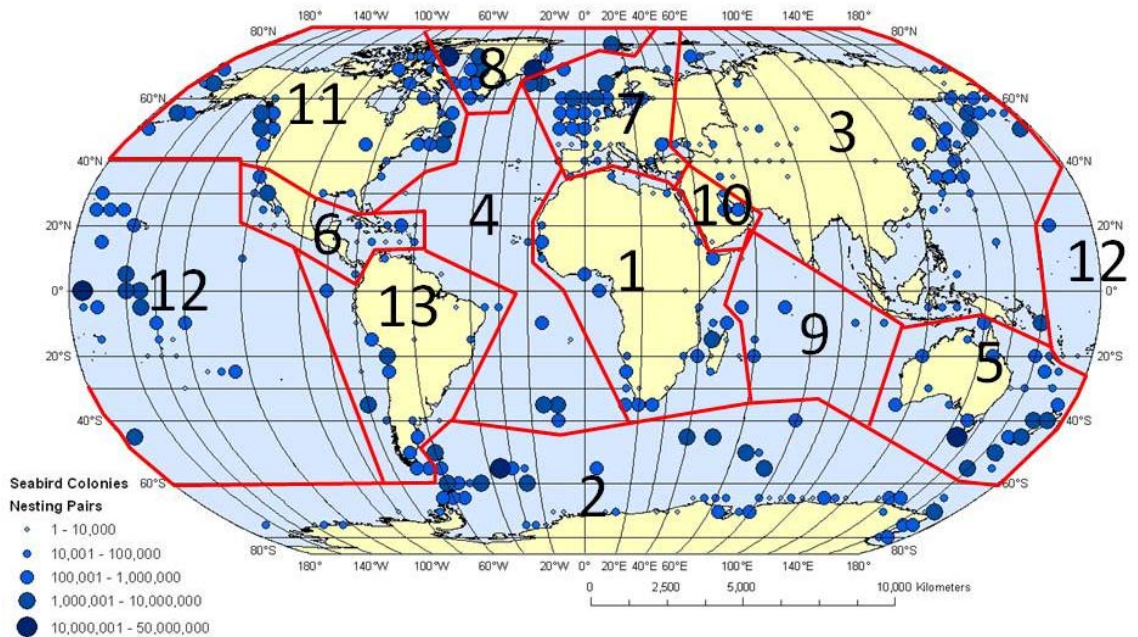 180° 140°W 100°W 60°W 20°W 0° 20°E 40°E 60°E 100°E 140°E 180°
80°N 80°N
8
60°N 11 7 3 60°N
40°N 40°N
10
20°N 6 4 20°N
12 1 12
0° 13 0°
9
20°S 5 20°S
40°S 40°S
Seabird Colonies
60°S 2 60°S
Nesting Pairs
1 - 10,000
80°S 80°S
10,001 - 100,000
180° 140°W 100°W 60°W 20°W 0° 20°E 40°E 60°E 100°E 140°E 180°
100,001 - 1,000,000
0 2,500 5,000 10,000 Kilometers
1,000,001 - 10,000,000
10,000,001 - 50,000,000